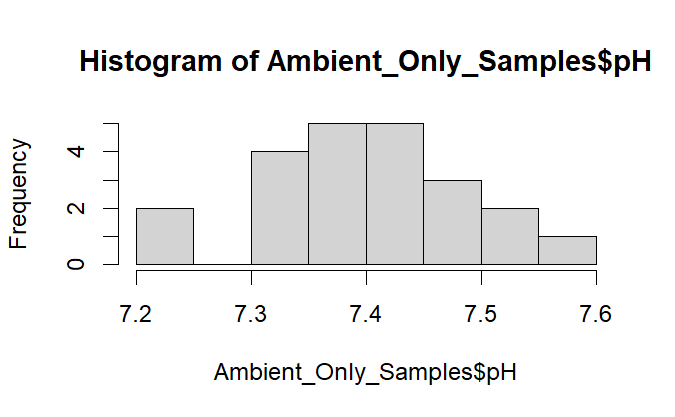 Histogram of Ambient_Only_Samples$pH
Frequency
4
2
0
7.2 7.3 7.4 7.5 7.6
Ambient_Only_Samples$pH